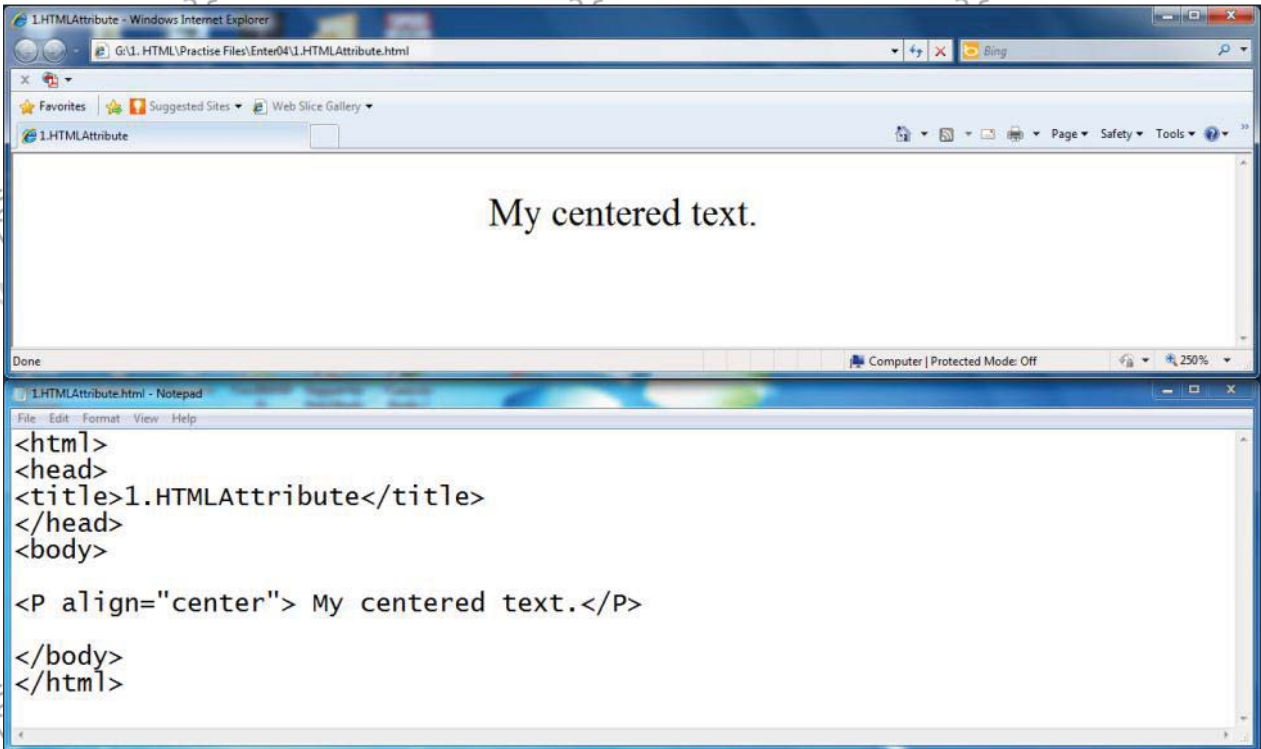 1.HTMLAttribute - Windows Internet Explorer
G:\1. HTML\Practise Files\Enter04\1.HTMLAttribute.html
Bing
Favorites Suggested Sites Web Slice Gallery
1.HTMLAttribute Page Safety Tools
My centered text.
Done Computer | Protected Mode: Off 250%
1.HTMLAttribute.html - Notepad
File Edit Format View Help
<html>
<head>
<title>1.HTMLAttribute</title>
</head>
<body>
<P align="center"> My centered text.</P>
</body>
</html>